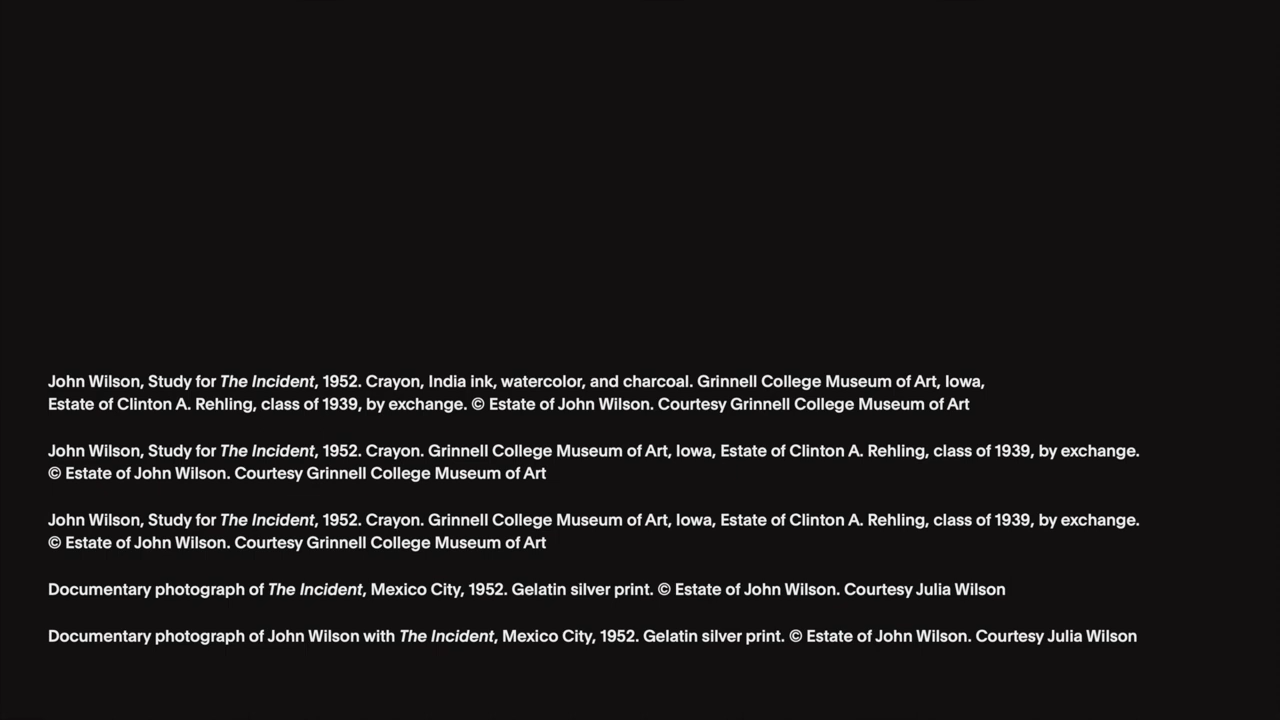 John Wilson, Study for The Incident, 1952. Crayon, India ink, watercolor, and charcoal. Grinnell College Museum of Art, Iowa,
Estate of Clinton A. Rehling, class of 1939, by exchange. © Estate of John Wilson. Courtesy Grinnell College Museum of Art
John Wilson, Study for The Incident, 1952. Crayon. Grinnell College Museum of Art, Iowa, Estate of Clinton A. Rehling, class of 1939, by exchange.
© Estate of John Wilson. Courtesy Grinnell College Museum of Art
John Wilson, Study for The Incident, 1952. Crayon. Grinnell College Museum of Art, Iowa, Estate of Clinton A. Rehling, class of 1939, by exchange.
© Estate of John Wilson. Courtesy Grinnell College Museum of Art
Documentary photograph of The Incident, Mexico City, 1952. Gelatin silver print. © Estate of John Wilson. Courtesy Julia Wilson
Documentary photograph of John Wilson with The Incident, Mexico City, 1952. Gelatin silver print. © Estate of John Wilson. Courtesy Julia Wilson